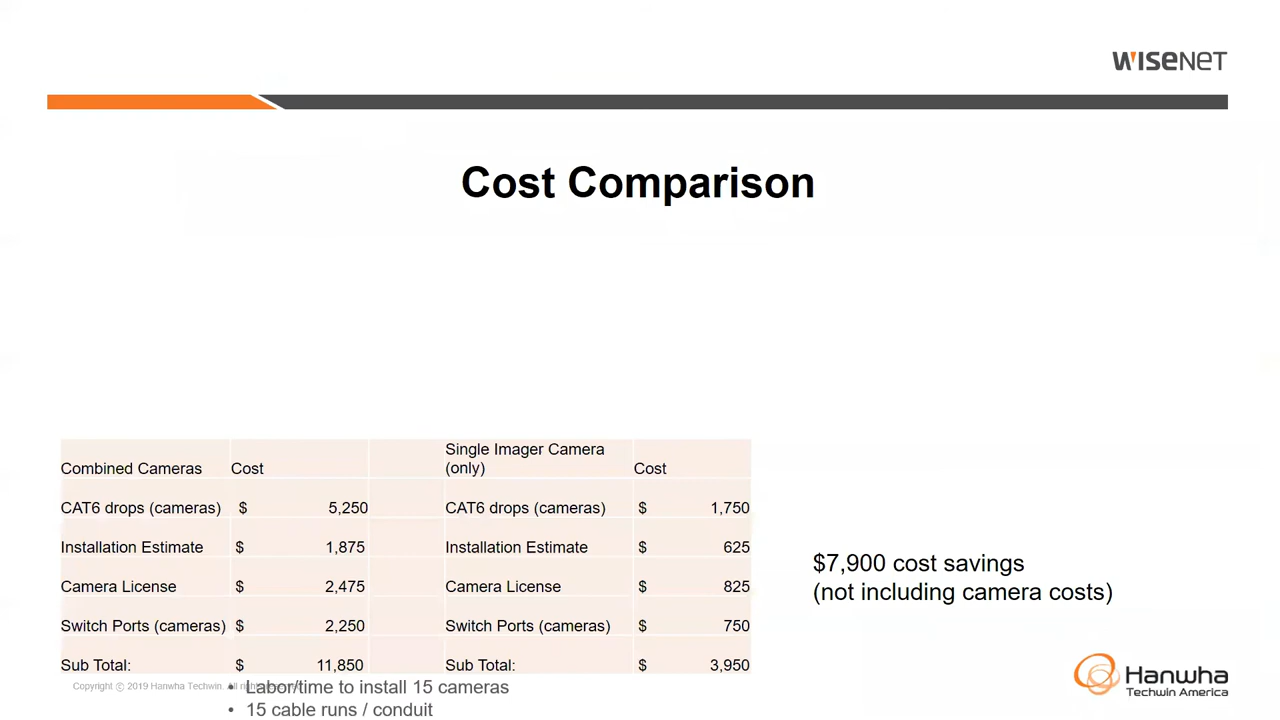 WISENET
Cost Comparison
Combined Cameras Cost Single Imager Camera (only) Cost
CAT6 drops (cameras) $ 5,250 CAT6 drops (cameras) $ 1,750
Installation Estimate $ 1,875 Installation Estimate $ 625
Camera License $ 2,475 Camera License $ 825
Switch Ports (cameras) $ 2,250 Switch Ports (cameras) $ 750
Sub Total: $ 11,850 Sub Total: $ 3,950
$7,900 cost savings
(not including camera costs)
Copyright ⓒ 2019 Hanwha Techwin. All rights
• Labor/time to install 15 cameras
• 15 cable runs / conduit
Hanwha
Techwin America